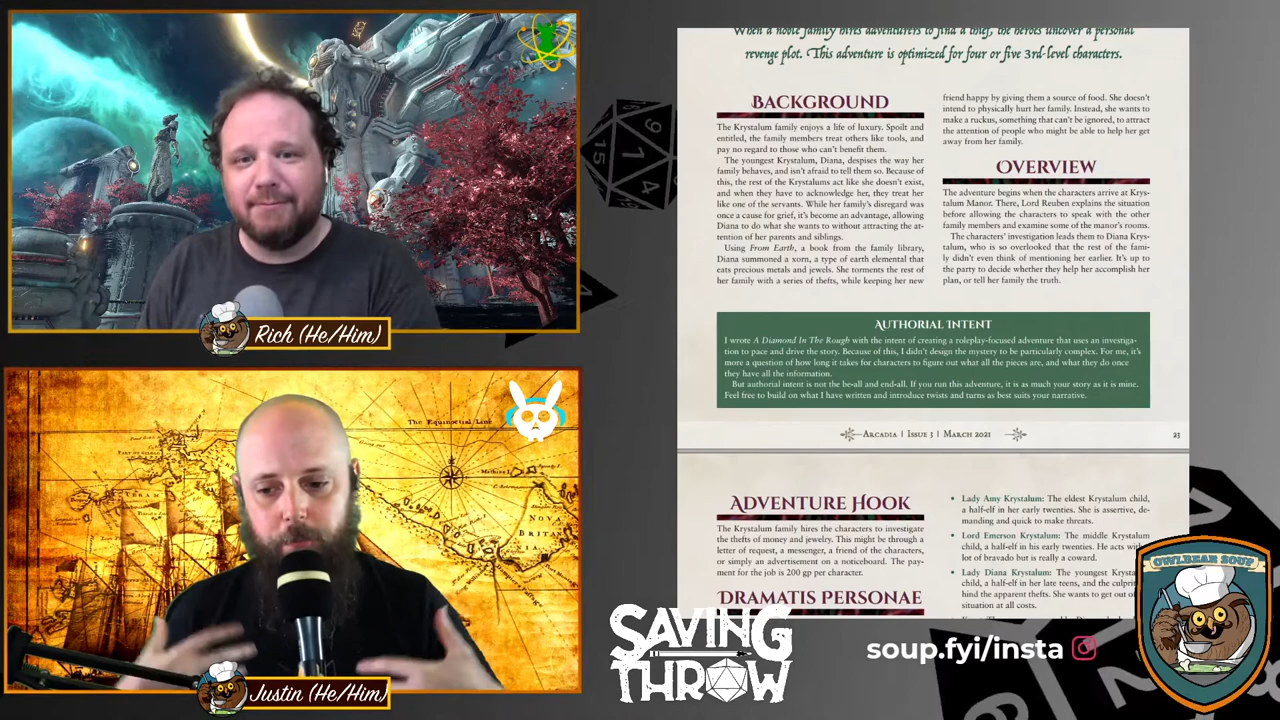 When a noble family hires adventurers to find a thief, the heroes uncover a personal
revenge plot. This adventure is optimized for four or five 3rd-level characters.
BACKGROUND
The Krystalum family enjoys a life of luxury. Spoilt and
entitled, the family members treat others like tools, and
pay no regard to those who can't benefit them.
The youngest Krystalum, Diana, despises the way her
family behaves, and isn't afraid to tell them so. Because of
this, the rest of the Krystalums act like she doesn't exist,
and when they have to acknowledge her, they treat her
like one of the servants. While her family's disregard was
once a cause for grief, it's become an advantage, allowing
Diana to do what she wants to without attracting the at-
tention of her parents and siblings.
Using From Earth, a book from the family library,
Diana summoned a xorn, a type of earth elemental that
eats precious metals and jewels. She torments the rest of
her family with a series of thefts, while keeping her new
friend happy by giving them a source of food. She doesn't
intend to physically hurt her family. Instead, she wants to
make a ruckus, something that can't be ignored, to attract
the attention of people who might be able to help her get
away from her family.
OVERVIEW
The adventure begins when the characters arrive at Krys-
talum Manor. There, Lord Reuben explains the situation
before allowing the characters to speak with the other
family members and examine some of the manor's rooms.
The characters' investigation leads them to Diana Krys-
talum, who is so overlooked that the rest of the fami-
ly didn't even think of mentioning her earlier. It's up to
the party to decide whether they help her accomplish her
plan, or tell her family the truth.
AUTHORIAL INTENT
I wrote A Diamond In The Rough with the intent of creating a roleplay-focused adventure that uses an investiga-
tion to pace and drive the story. Because of this, I didn't design the mystery to be particularly complex. For me, it's
more a question of how long it takes for characters to figure out what all the pieces are, and what they do once
they have all the information.
But authorial intent is not the be-all and end-all. If you run this adventure, it is as much your story as it is mine.
Feel free to build on what I have written and introduce twists and turns as best suits your narrative.
ARCADIA | ISSUE 3 | MARCH 2021
23
ADVENTURE HOOK
The Krystalum family hires the characters to investigate
the thefts of money and jewelry. This might be through a
letter of request, a messenger, a friend of the characters,
or simply an advertisement on a noticeboard. The pay-
ment for the job is 200 gp per character.
DRAMATIS PERSONAE
• Lady Amy Krystalum: The eldest Krystalum child,
a half-elf in her early twenties. She is assertive, de-
manding and quick to make threats.
• Lord Emerson Krystalum: The middle Krystalum
child, a half-elf in his early twenties. He acts with
lot of bravado but is really a coward.
• Lady Diana Krystalum: The youngest
child, a half-elf in her late teens, and the
hind the apparent thefts. She wants to get out
situation at all costs.
Rich (He/Him)
Justin (He/Him)
The Equinoctial Line
NOVA
BRITAN
SAVING
THROW
soup.fyi/insta
OWLBEAR SOUP
15
9
1
4